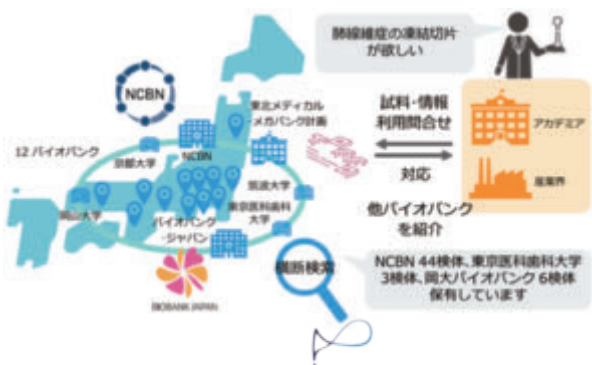 肺線維症の凍結切片
が欲しい
NCBN
東北メディカル
・メガバンク計画
試料・情報
利用問合せ
アカデミア
12 バイオバンク
京都大学
NCBN
対応
産業界
筑波大学
岡山大学
東京医科歯科
大学
バイオバンク
・ジャパン
他バイオバンク
を紹介
横断検索
NCBN 44検体、東京医科歯科大学
3検体、岡大バイオバンク 6検体
保有しています
BIOBANK JAPAN